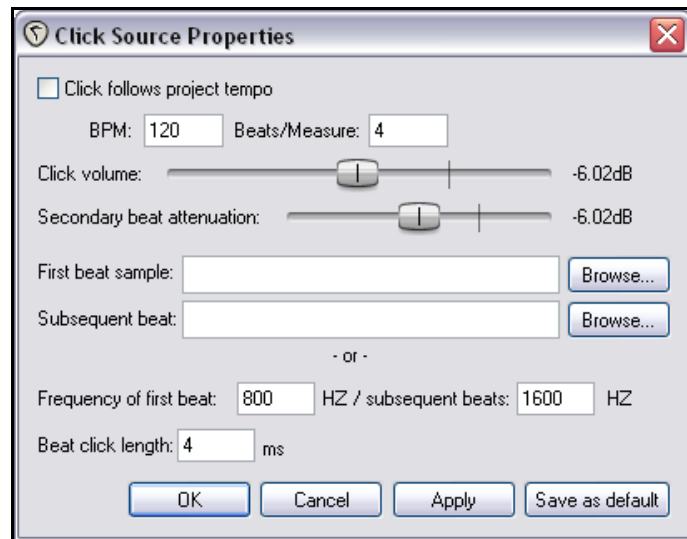 Click Source Properties
Click follows project tempo
BPM: 120 Beats/Measure: 4
Click volume: -6.02dB
Secondary beat attenuation: -6.02dB
First beat sample: Browse...
Subsequent beat: Browse...
- or -
Frequency of first beat: 800 HZ / subsequent beats: 1600 HZ
Beat click length: 4 ms
OK Cancel Apply Save as default